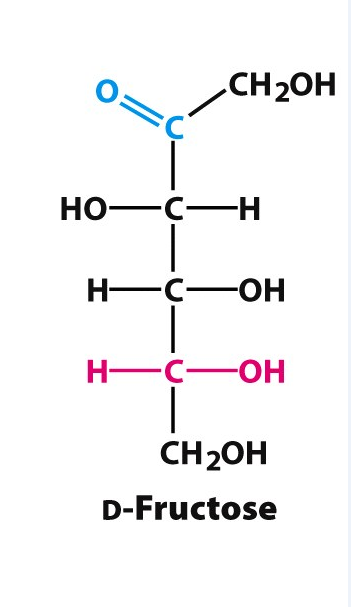 O CH₂OH
C
HO C H
H C OH
H C OH
CH₂OH
D-Fructose